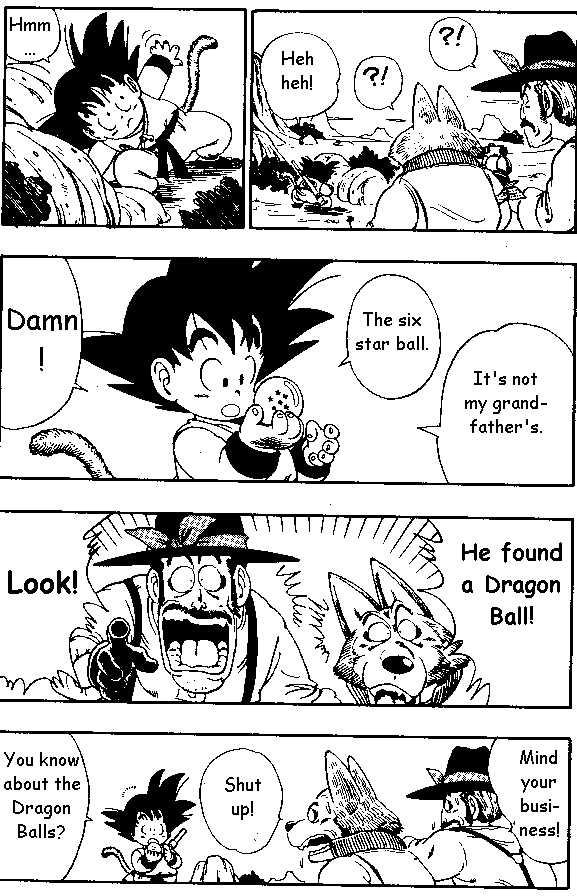 Hmm
...
Heh
heh!
?!
?!
Damn
!
The six
star ball.
It's not
my grand-
father's.
Look!
He found
a Dragon
Ball!
You know
about the
Dragon
Balls?
Shut
up!
Mind
your
busi-
ness!